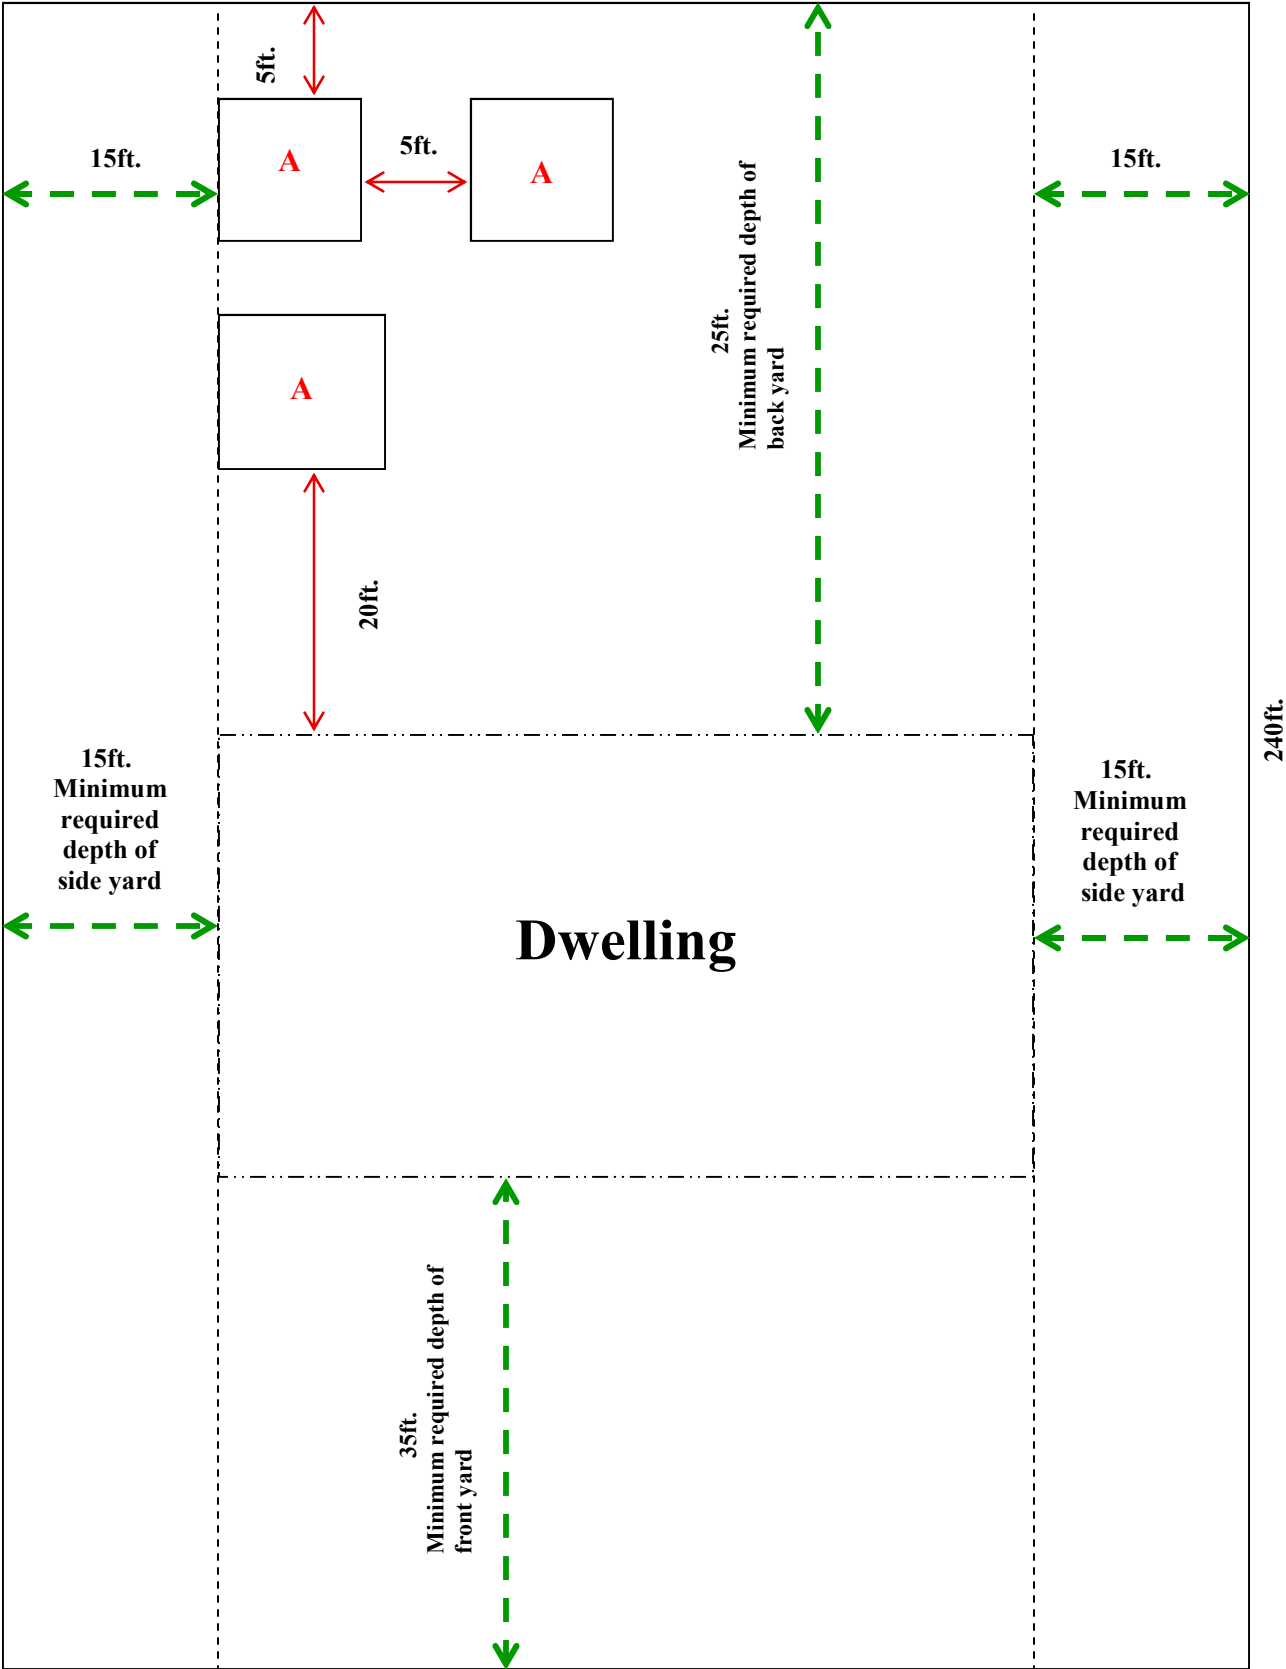 5ft.
15ft.
A
5ft.
A
15ft.
25ft.
Minimum required depth of
back yard
A
20ft.
240ft.
15ft.
Minimum
required
depth of
side yard
15ft.
Minimum
required
depth of
side yard
Dwelling
35ft.
Minimum required depth of
front yard